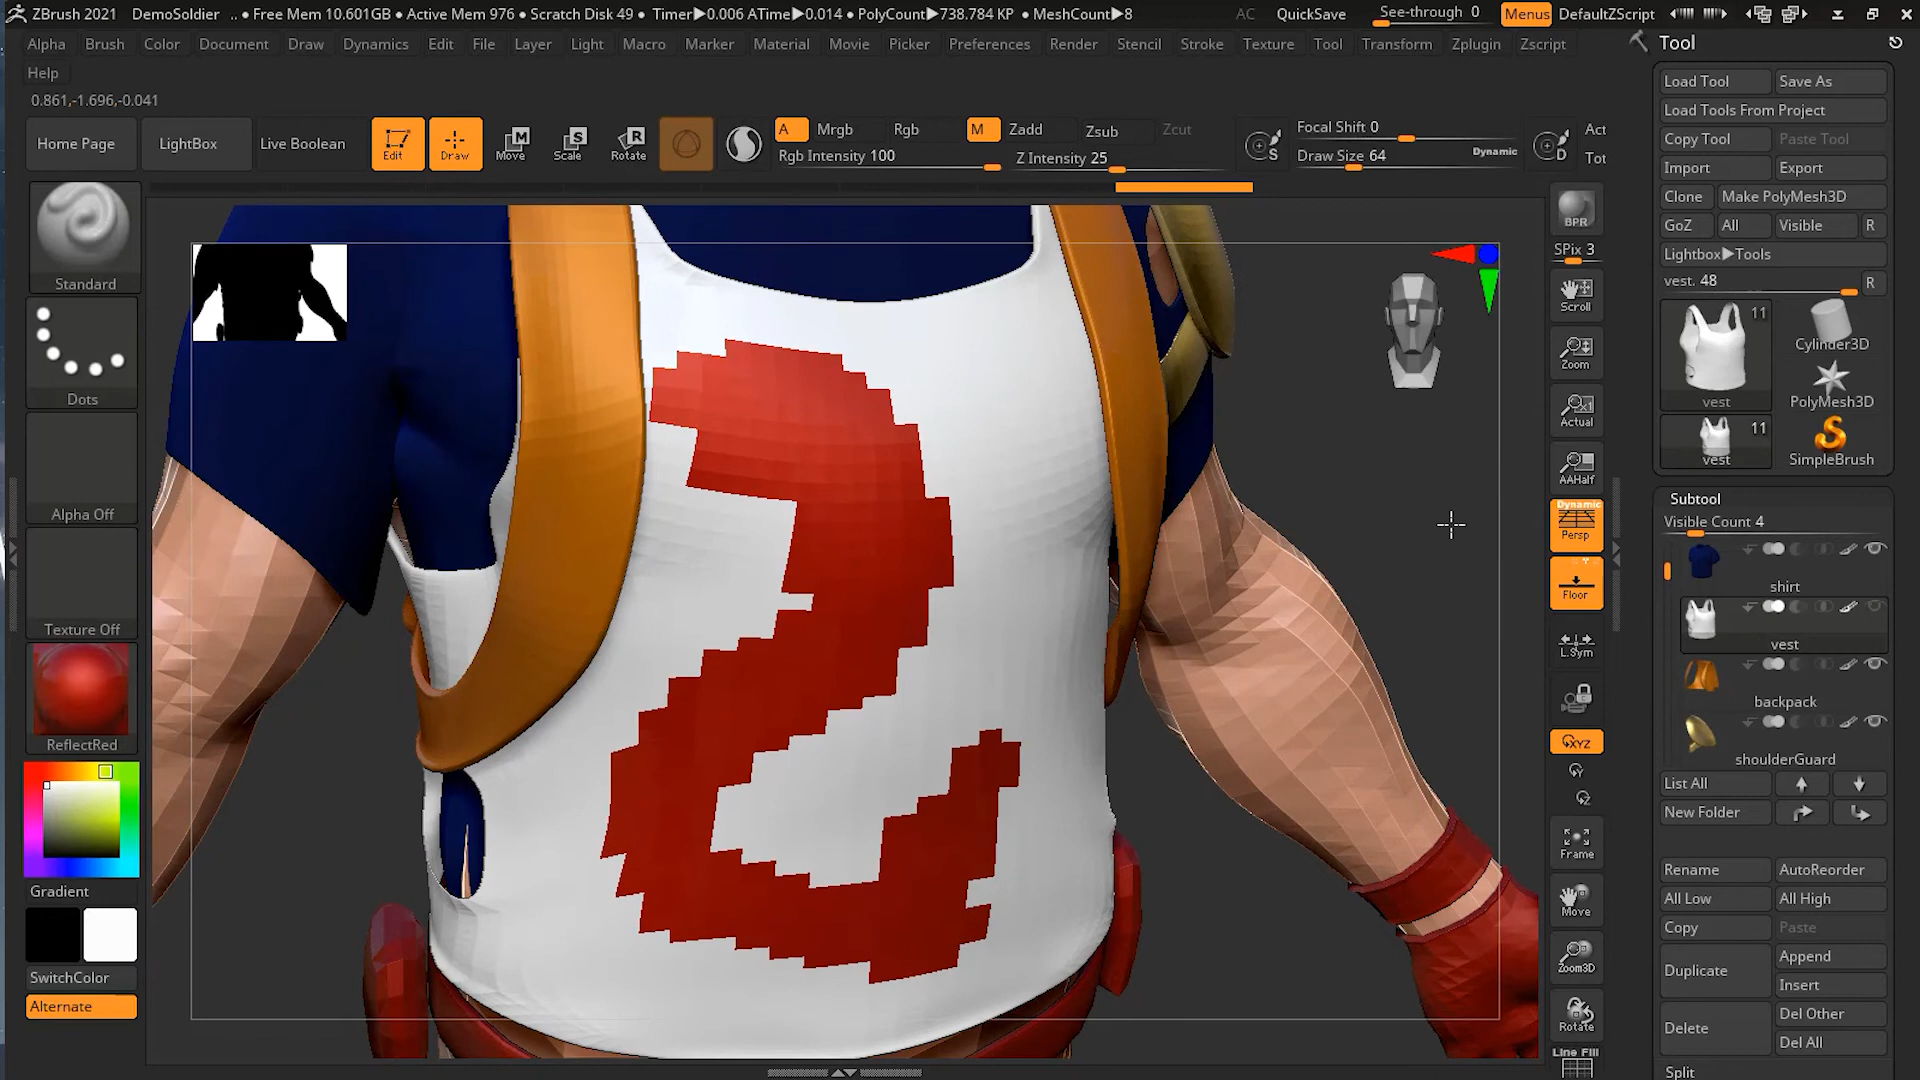 ZBrush 2021 DemoSoldier .. • Free Mem 10.601GB • Active Mem 976 • Scratch Disk 49 • Timer▶0.006 ATime▶0.014 • PolyCount▶738.784 KP • MeshCount▶8 AC QuickSave See-through 0 Menus DefaultZScript
Alpha Brush Color Document Draw Dynamics Edit File Layer Light Macro Marker Material Movie Picker Preferences Render Stencil Stroke Texture Tool Transform Zplugin Zscript
Help
0.861,-1.696,-0.041
Home Page LightBox Live Boolean Edit Draw Move Scale Rotate
A Mrgb Rgb M Zadd Zsub Zcut
Rgb Intensity 100 Z Intensity 25
Focal Shift 0
Draw Size 64 Dynamic
S D
Act
Tot
Standard
Dots
Alpha Off
Texture Off
ReflectRed
Gradient
SwitchColor
Alternate
BPR
SPix 3
Scroll
Zoom
Actual
AAHalf
Dynamic
Persp
Floor
L.Sym
XYZ
Frame
Move
Zoom3D
Rotate
Line Fill
Tool
Load Tool Save As
Load Tools From Project
Copy Tool Paste Tool
Import Export
Clone Make PolyMesh3D
GoZ All Visible R
Lightbox▶Tools
vest. 48 R
11
vest Cylinder3D
PolyMesh3D
11
vest SimpleBrush
Subtool
Visible Count 4
shirt
vest
backpack
shoulderGuard
List All
New Folder
Rename AutoReorder
All Low All High
Copy Paste
Duplicate Append
Insert
Delete Del Other
Del All
Split